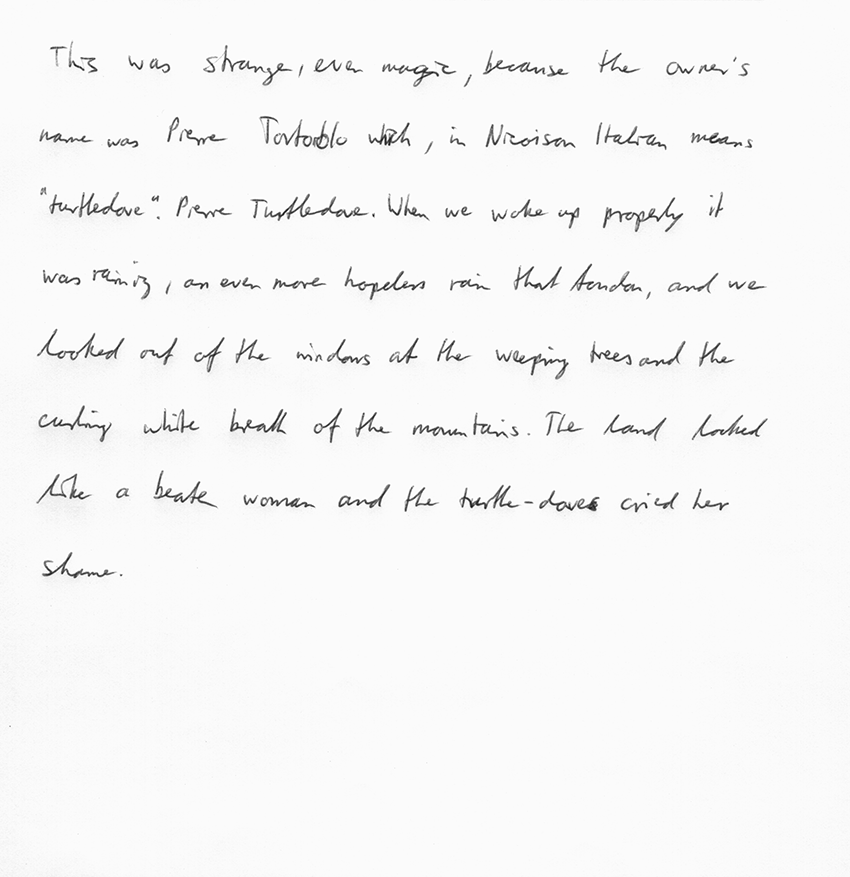 This was strange, even magic, because the owner's
name was Pierre which, in Nicoison Italian means
"turtledove". Pierre Turtledove. When we woke up properly it
was raining, an even more hopeless rain that London, and we
looked out of the windows at the weeping trees and the
curling white breath of the mountains. The land looked
like a beaten woman and the turtle-doves cried her
shame.